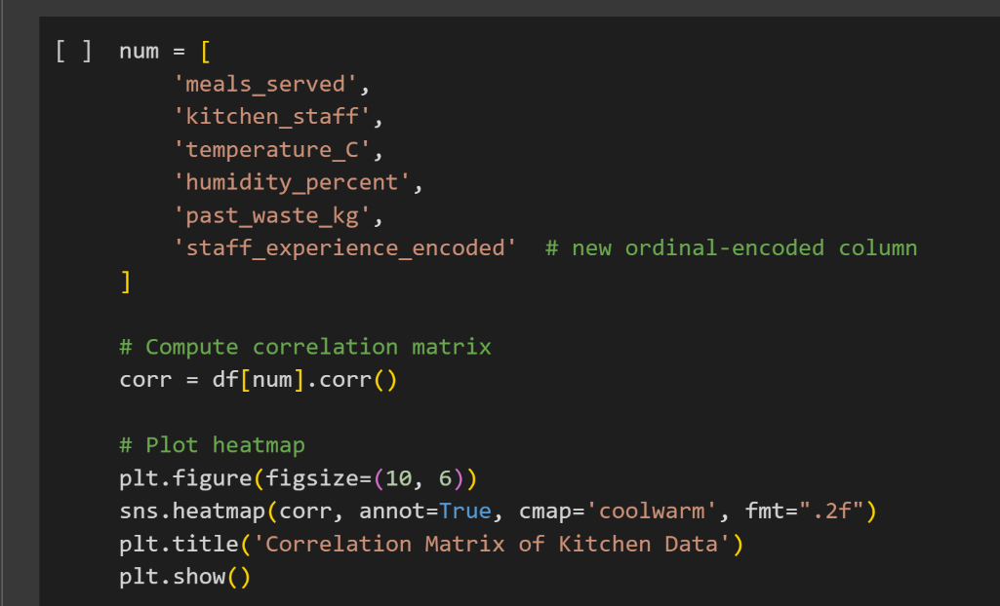 [ ] num = [
    'meals_served',
    'kitchen_staff',
    'temperature_C',
    'humidity_percent',
    'past_waste_kg',
    'staff_experience_encoded'  # new ordinal-encoded column
]
# Compute correlation matrix
corr = df[num].corr()
# Plot heatmap
plt.figure(figsize=(10, 6))
sns.heatmap(corr, annot=True, cmap='coolwarm', fmt=".2f")
plt.title('Correlation Matrix of Kitchen Data')
plt.show()